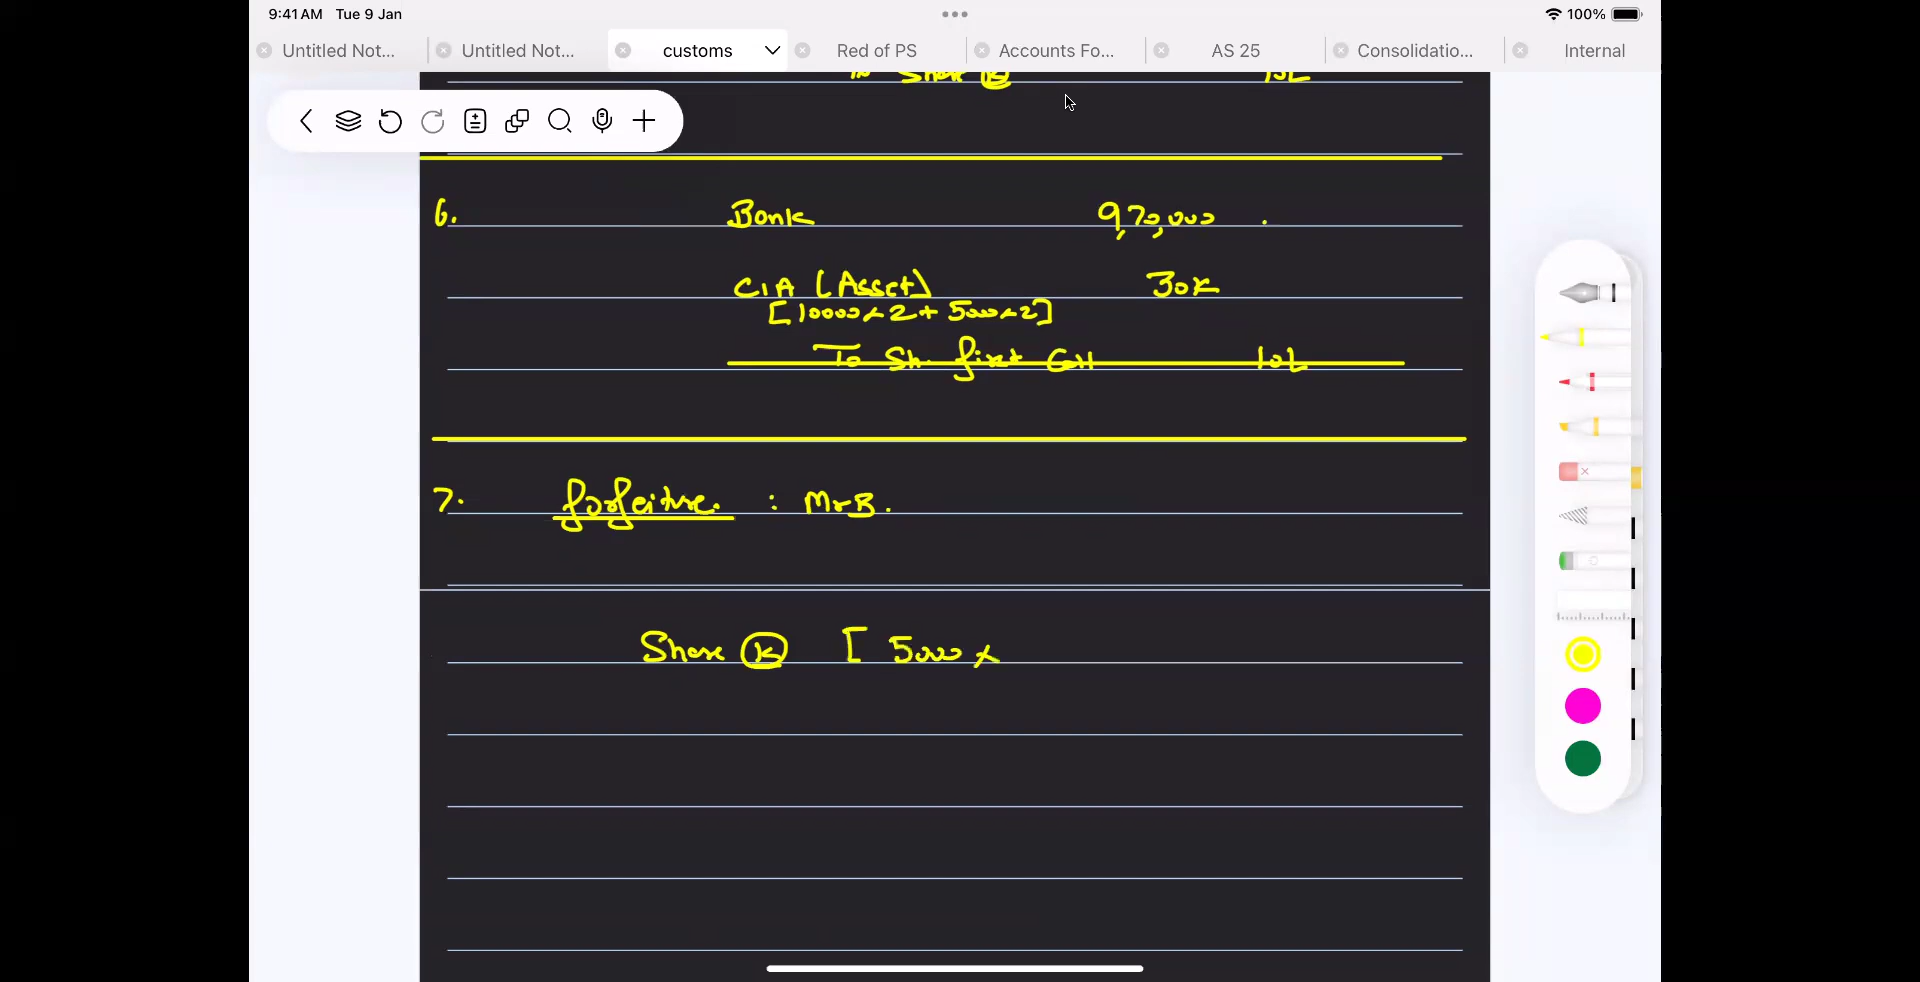 9:41 AM Tue 9 Jan
100%
Untitled Not... Untitled Not... customs Red of PS Accounts Fo... AS 25 Consolidatio... Internal
6. Bank 9,70,000
CIA (Asset) 30K
[10000 x 2 + 5000 x 2]
To Sh. first Call 10L
7. forfeiture : Mr B.
Share K [ 5000 x